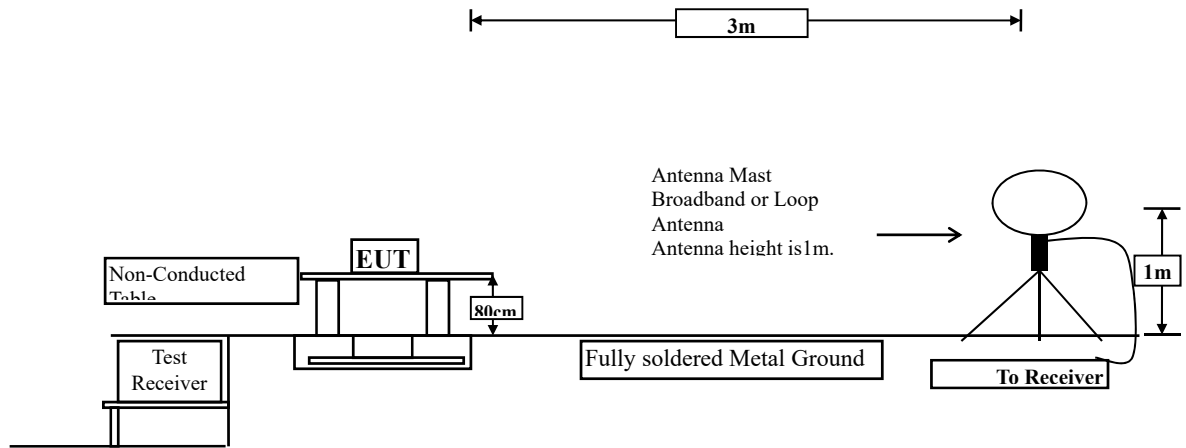 3m
Antenna Mast
Broadband or Loop
Antenna
Antenna height is1m.
EUT
Non-Conducted
Table
80cm
1m
Test
Receiver
Fully soldered Metal Ground
To Receiver